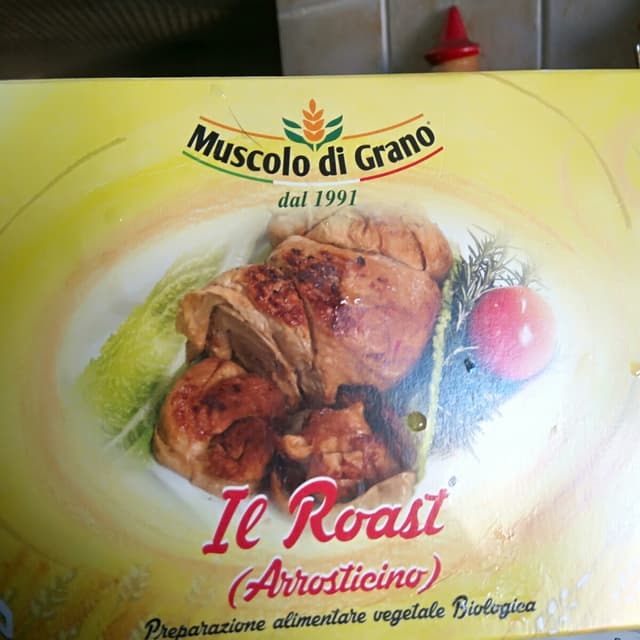 Muscolo di Grano®
dal 1991
Il Roast®
(Arrosticino)
Preparazione alimentare vegetale Biologica